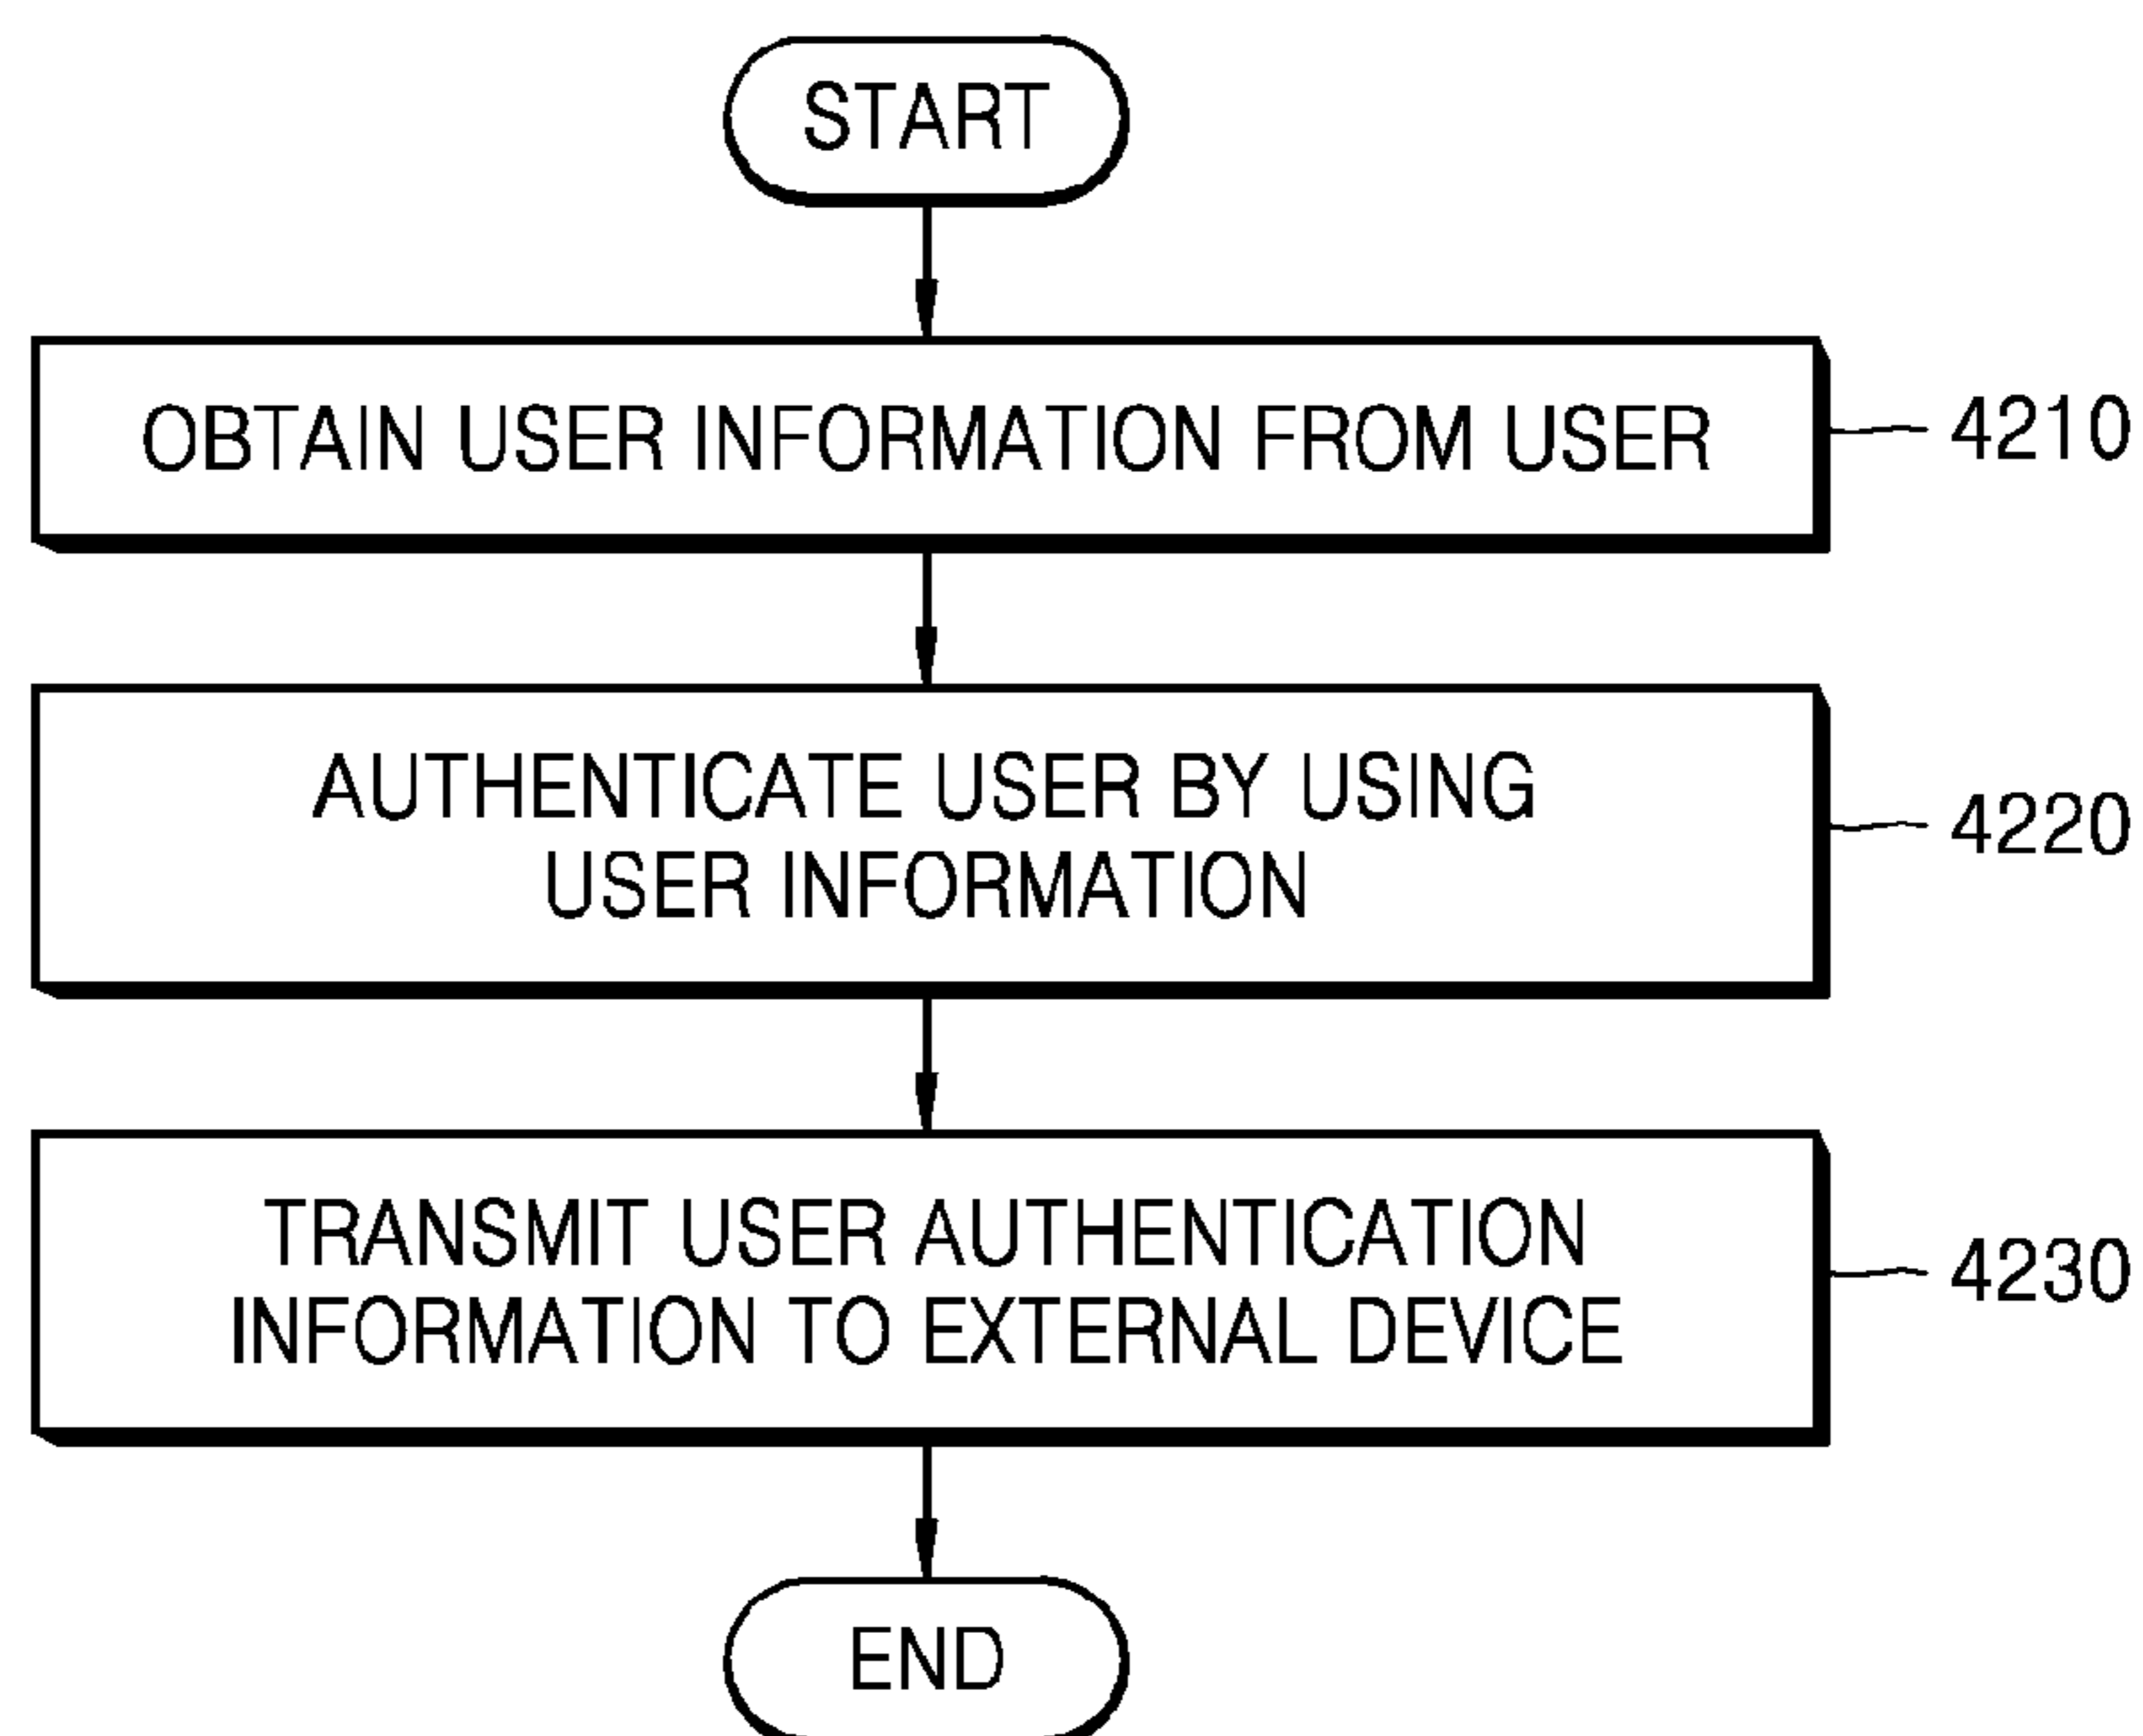 START
OBTAIN USER INFORMATION FROM USER
4210
AUTHENTICATE USER BY USING
USER INFORMATION
4220
TRANSMIT USER AUTHENTICATION
INFORMATION TO EXTERNAL DEVICE
4230
END